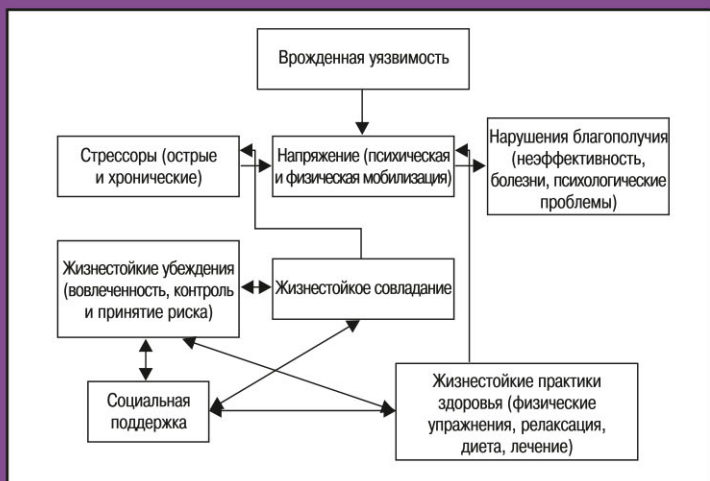 Врожденная уязвимость
Стрессоры (острые
и хронические)
Напряжение (психическая
и физическая мобилизация)
Нарушения благополучия
(неэффективность,
болезни, психологические
проблемы)
Жизнестойкие убеждения
(вовлеченность, контроль
и принятие риска)
Жизнестойкое совладание
Социальная
поддержка
Жизнестойкие практики
здоровья (физические
упражнения, релаксация,
диета, лечение)